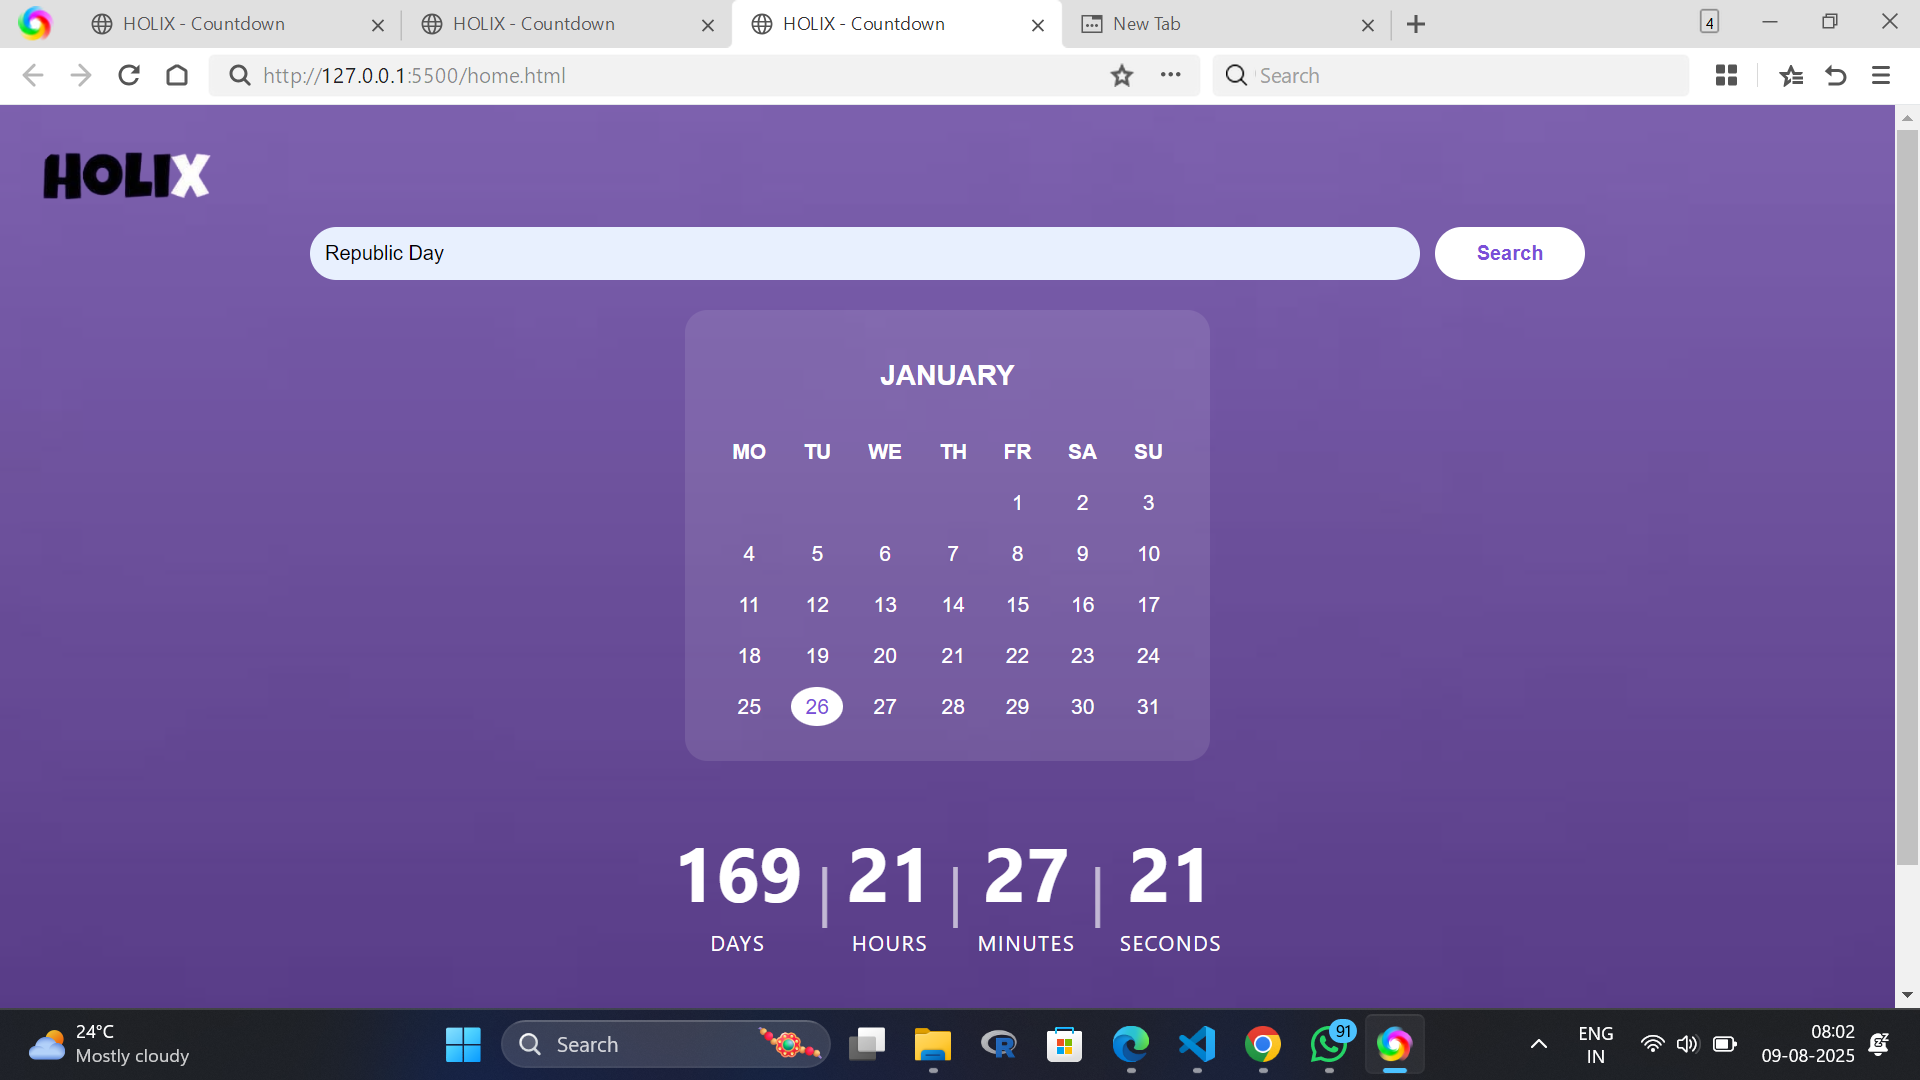 HOLIX - Countdown
HOLIX - Countdown
HOLIX - Countdown
New Tab
4
http://127.0.0.1:5500/home.html
Search
HOLIX
Republic Day
Search
JANUARY
MO TU WE TH FR SA SU
1 2 3
4 5 6 7 8 9 10
11 12 13 14 15 16 17
18 19 20 21 22 23 24
25 26 27 28 29 30 31
169 | 21 | 27 | 21
DAYS HOURS MINUTES SECONDS
24°C
Mostly cloudy
Search
R
91
ENG
IN
08:02
09-08-2025